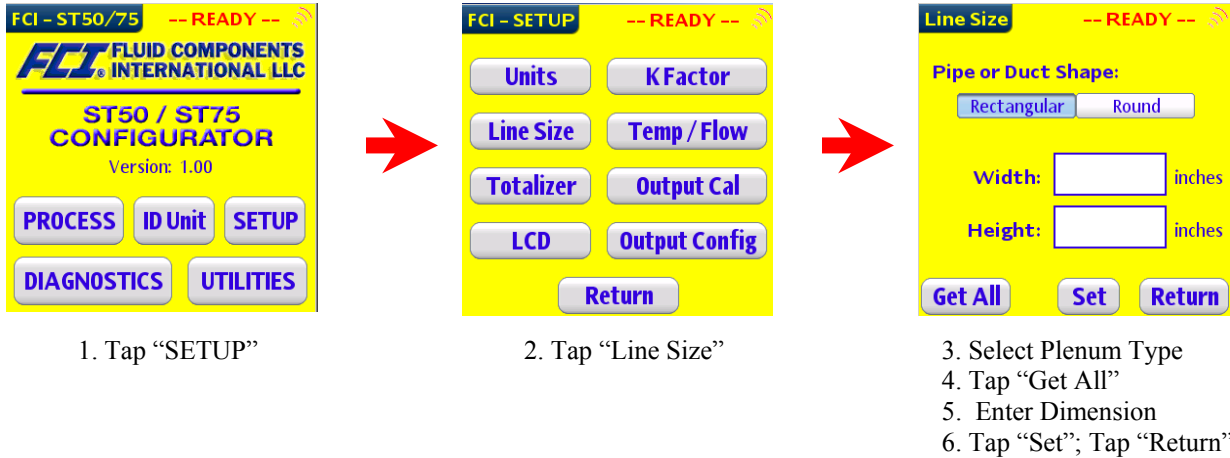 FCI – ST50/75 -- READY --
FCI® FLUID COMPONENTS
INTERNATIONAL LLC
ST50 / ST75
CONFIGURATOR
Version: 1.00
PROCESS ID Unit SETUP
DIAGNOSTICS UTILITIES
1. Tap “SETUP”
FCI – SETUP -- READY --
Units K Factor
Line Size Temp / Flow
Totalizer Output Cal
LCD Output Config
Return
2. Tap “Line Size”
Line Size -- READY --
Pipe or Duct Shape:
Rectangular Round
Width: inches
Height: inches
Get All Set Return
3. Select Plenum Type
4. Tap “Get All”
5. Enter Dimension
6. Tap “Set”; Tap “Return”